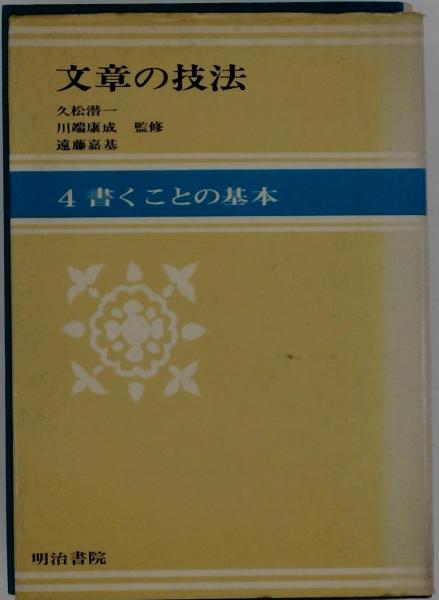 文章の技法
久松潜一
川端康成 監修
遠藤嘉基
4 書くことの基本
明治書院